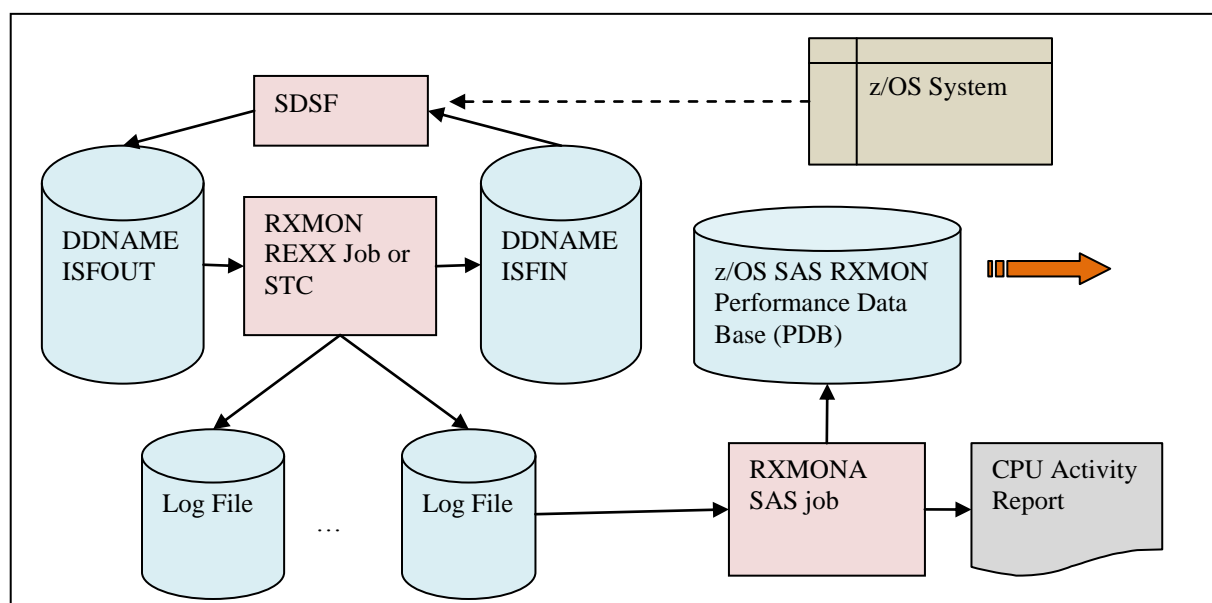 SDSF
z/OS System
DDNAME
ISFOUT
RXMON
REXX Job or
STC
DDNAME
ISFIN
z/OS SAS RXMON
Performance Data
Base (PDB)
Log File
...
Log File
RXMONA
SAS job
CPU Activity
Report